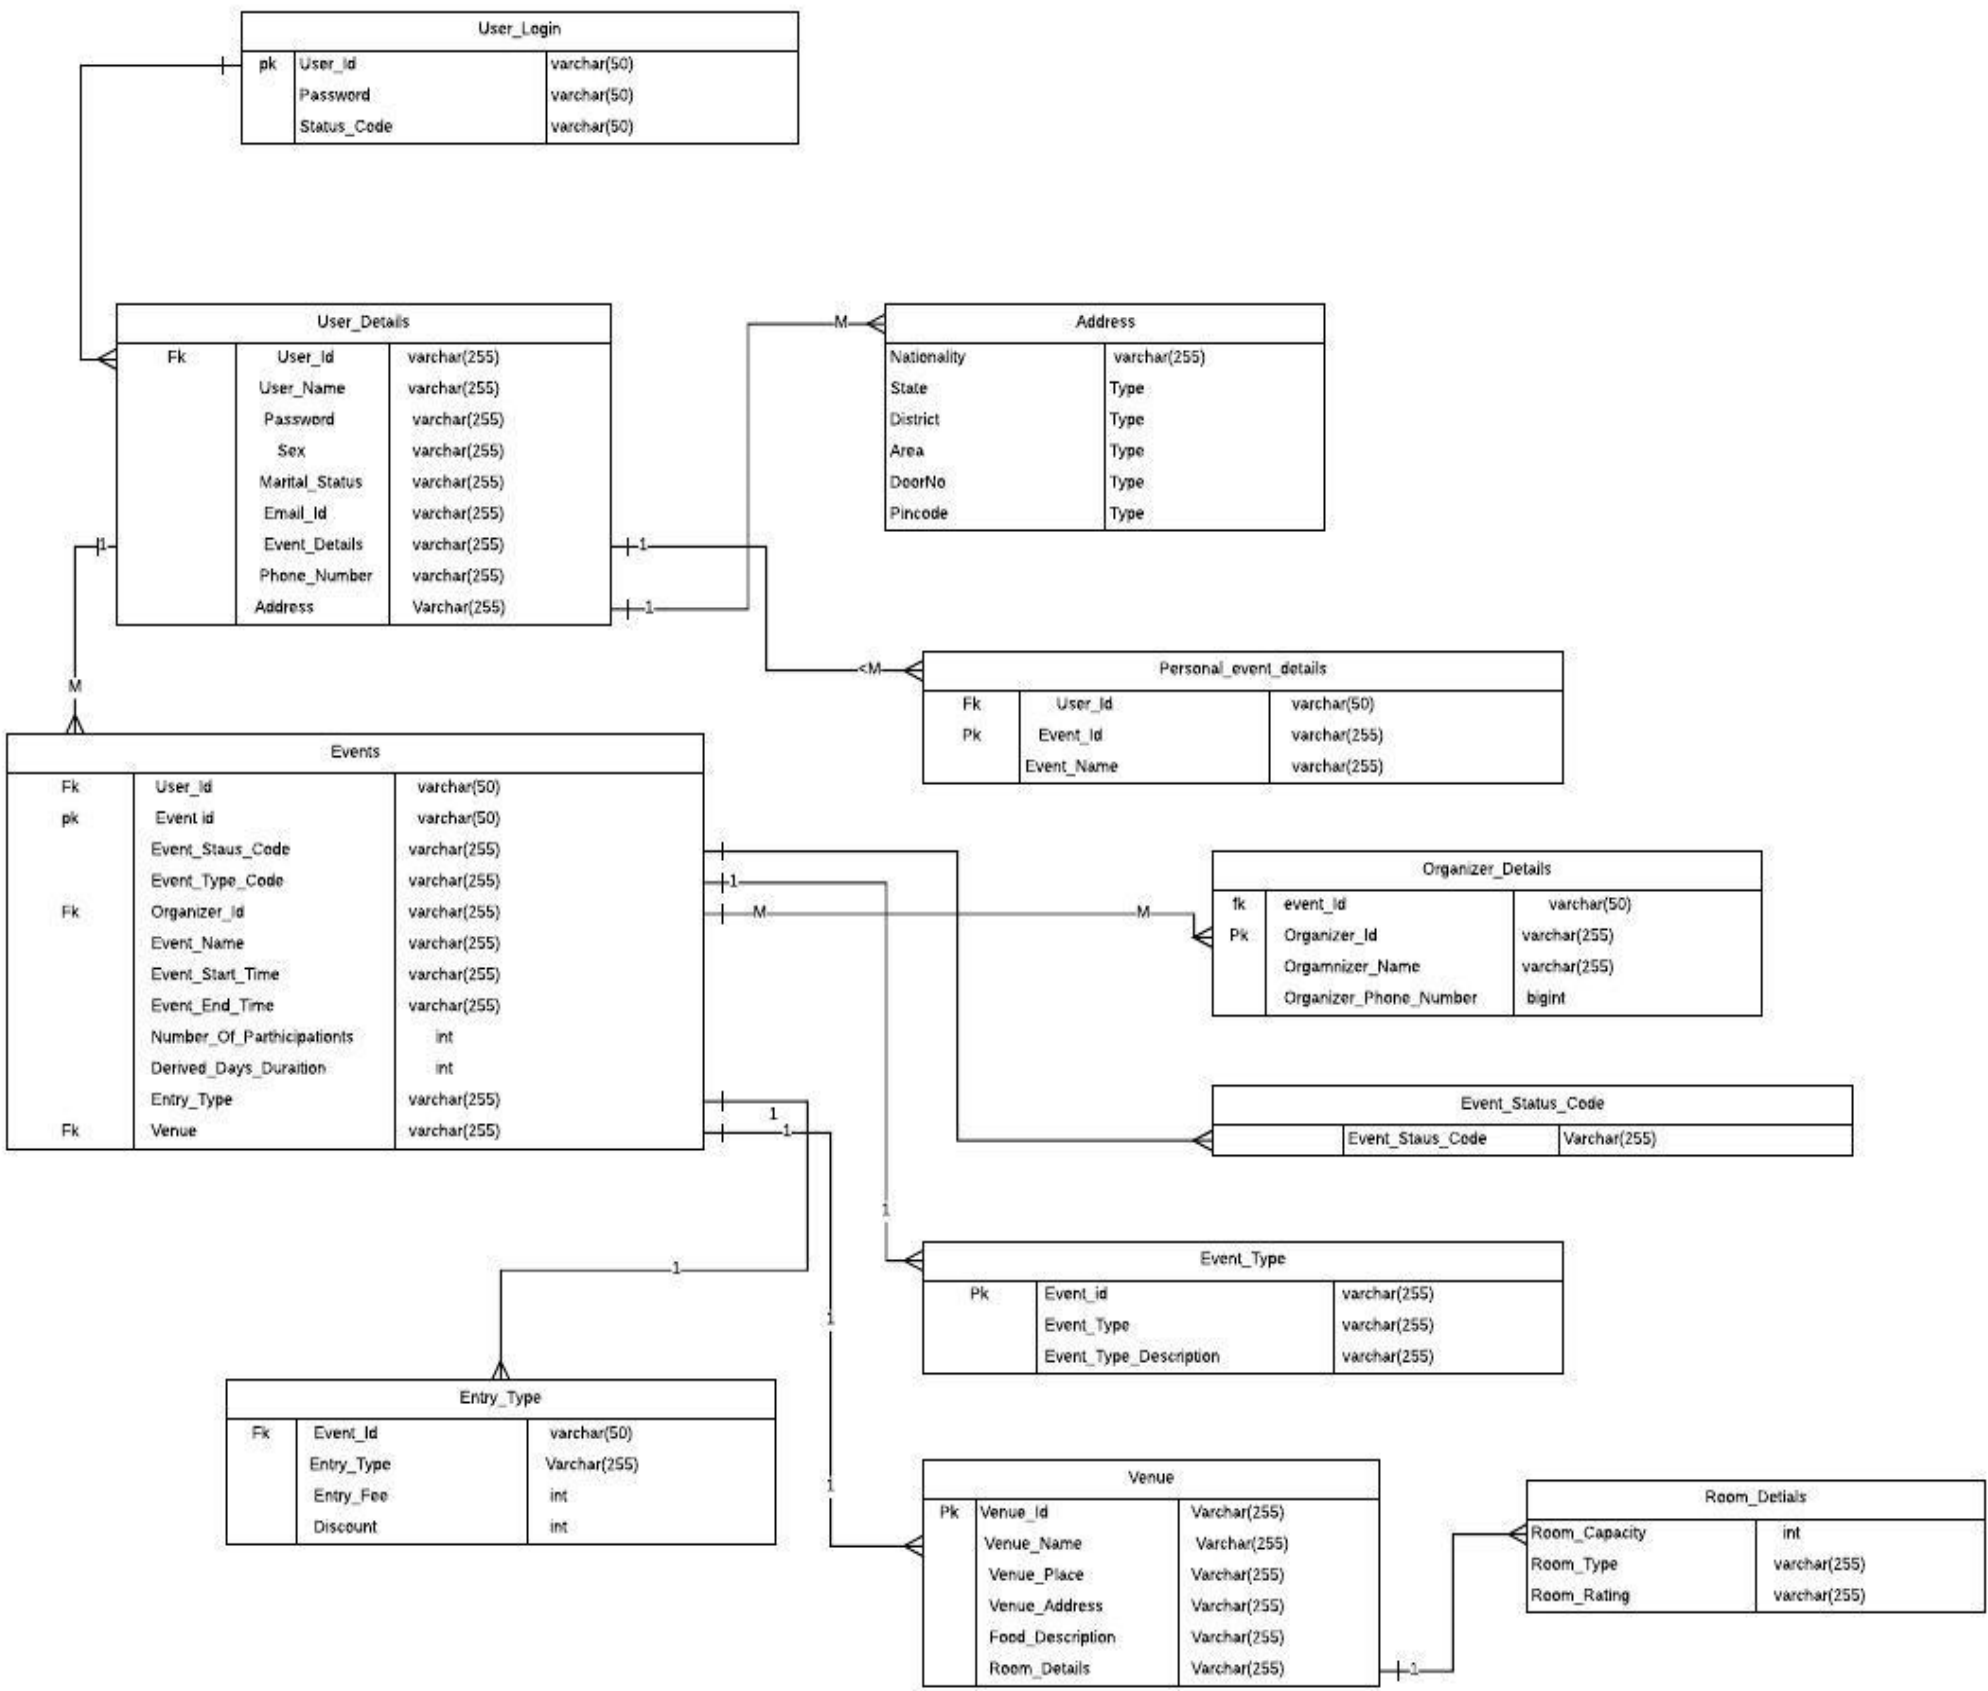 User_Login
pk User_Id varchar(50)
Password varchar(50)
Status_Code varchar(50)
User_Details
Fk User_Id varchar(255)
User_Name varchar(255)
Password varchar(255)
Sex varchar(255)
Marital_Status varchar(255)
Email_Id varchar(255)
Event_Details varchar(255)
Phone_Number varchar(255)
Address Varchar(255)
M
Address
Nationality varchar(255)
State Type
District Type
Area Type
DoorNo Type
Pincode Type
1
1
1
M
<M
Personal_event_details
Fk User_Id varchar(50)
Pk Event_Id varchar(255)
Event_Name varchar(255)
Events
Fk User_Id varchar(50)
pk Event id varchar(50)
Event_Staus_Code varchar(255)
Event_Type_Code varchar(255)
Fk Organizer_Id varchar(255)
Event_Name varchar(255)
Event_Start_Time varchar(255)
Event_End_Time varchar(255)
Number_Of_Parthicipationts int
Derived_Days_Duraition int
Entry_Type varchar(255)
Fk Venue varchar(255)
1
M
M
1
1
Organizer_Details
fk event_Id varchar(50)
Pk Organizer_Id varchar(255)
Orgamnizer_Name varchar(255)
Organizer_Phone_Number bigint
Event_Status_Code
Event_Staus_Code Varchar(255)
1
Event_Type
Pk Event_id varchar(255)
Event_Type varchar(255)
Event_Type_Description varchar(255)
1
1
1
Entry_Type
Fk Event_Id varchar(50)
Entry_Type Varchar(255)
Entry_Fee int
Discount int
Venue
Pk Venue_Id Varchar(255)
Venue_Name Varchar(255)
Venue_Place Varchar(255)
Venue_Address Varchar(255)
Food_Description Varchar(255)
Room_Details Varchar(255)
1
Room_Detials
Room_Capacity int
Room_Type varchar(255)
Room_Rating varchar(255)